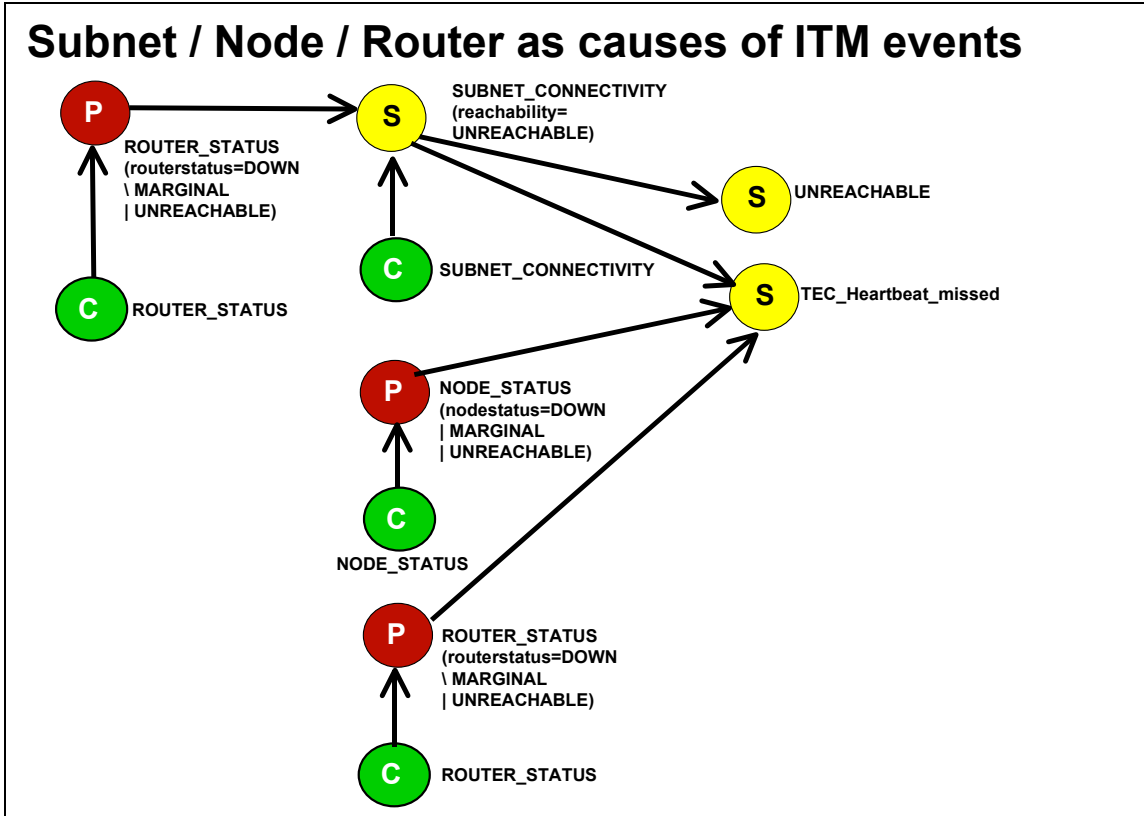 Subnet / Node / Router as causes of ITM events
P
ROUTER_STATUS
(routerstatus=DOWN
\ MARGINAL
| UNREACHABLE)
S
SUBNET_CONNECTIVITY
(reachability=
UNREACHABLE)
S
UNREACHABLE
C
ROUTER_STATUS
C
SUBNET_CONNECTIVITY
S
TEC_Heartbeat_missed
P
NODE_STATUS
(nodestatus=DOWN
| MARGINAL
| UNREACHABLE)
C
NODE_STATUS
P
ROUTER_STATUS
(routerstatus=DOWN
\ MARGINAL
| UNREACHABLE)
C
ROUTER_STATUS